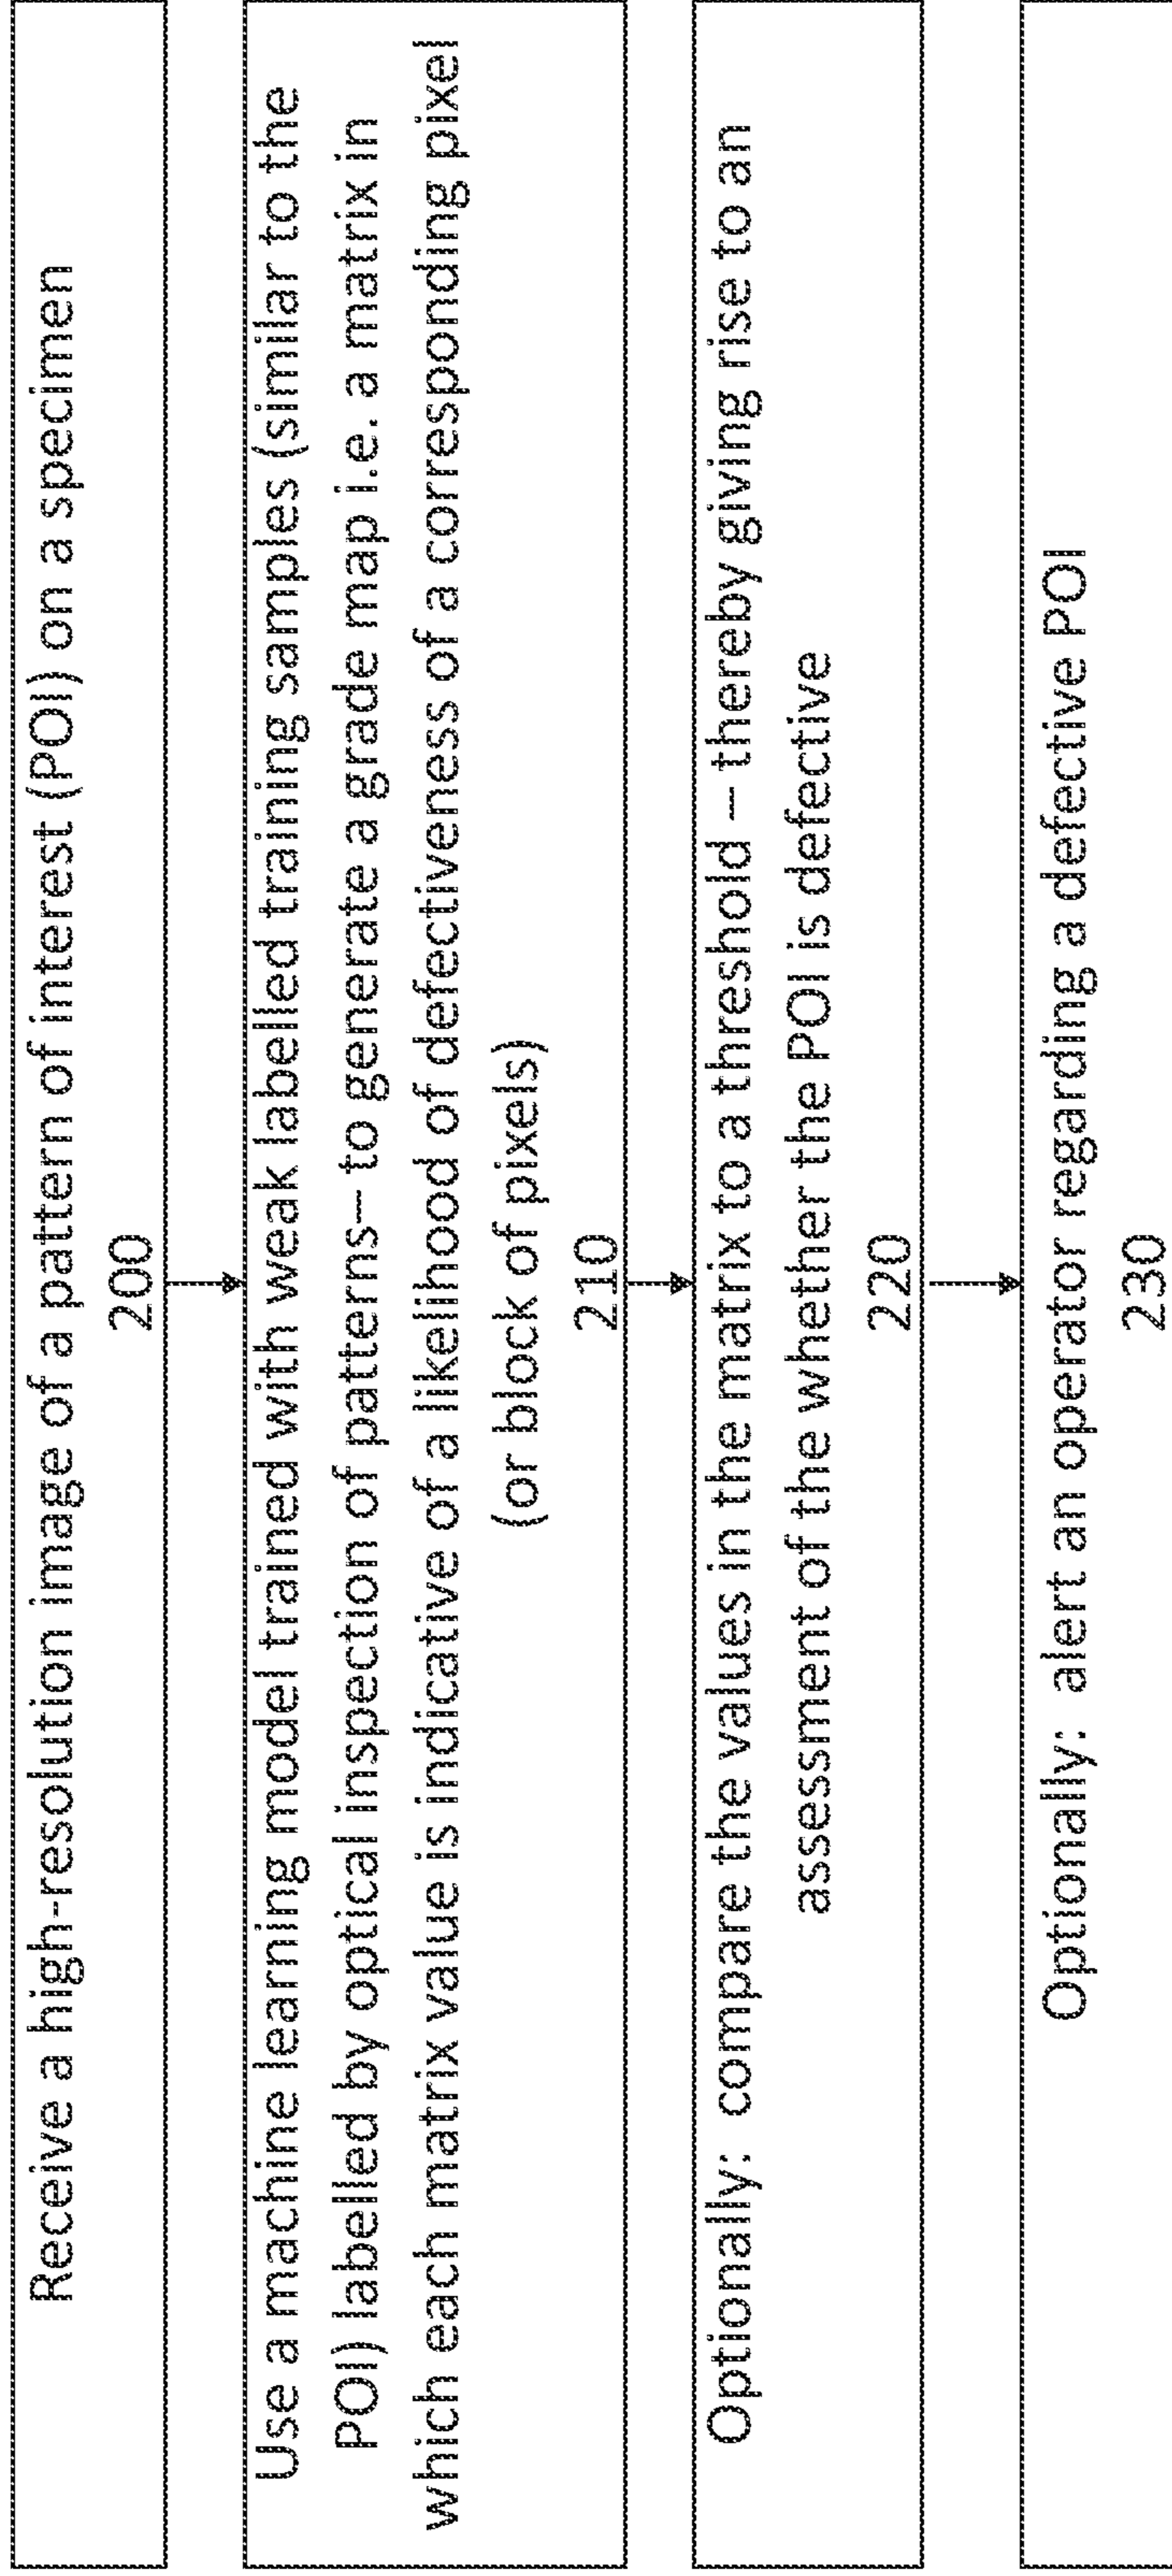 Receive a high-resolution image of a pattern of interest (POI) on a specimen
200
Use a machine learning model trained with weak labelled training samples (similar to the
POI) labelled by optical inspection of patterns– to generate a grade map i.e. a matrix in
which each matrix value is indicative of a likelihood of defectiveness of a corresponding pixel
(or block of pixels)
210
Optionally: compare the values in the matrix to a threshold – thereby giving rise to an
assessment of the whether the POI is defective
220
Optionally: alert an operator regarding a defective POI
230